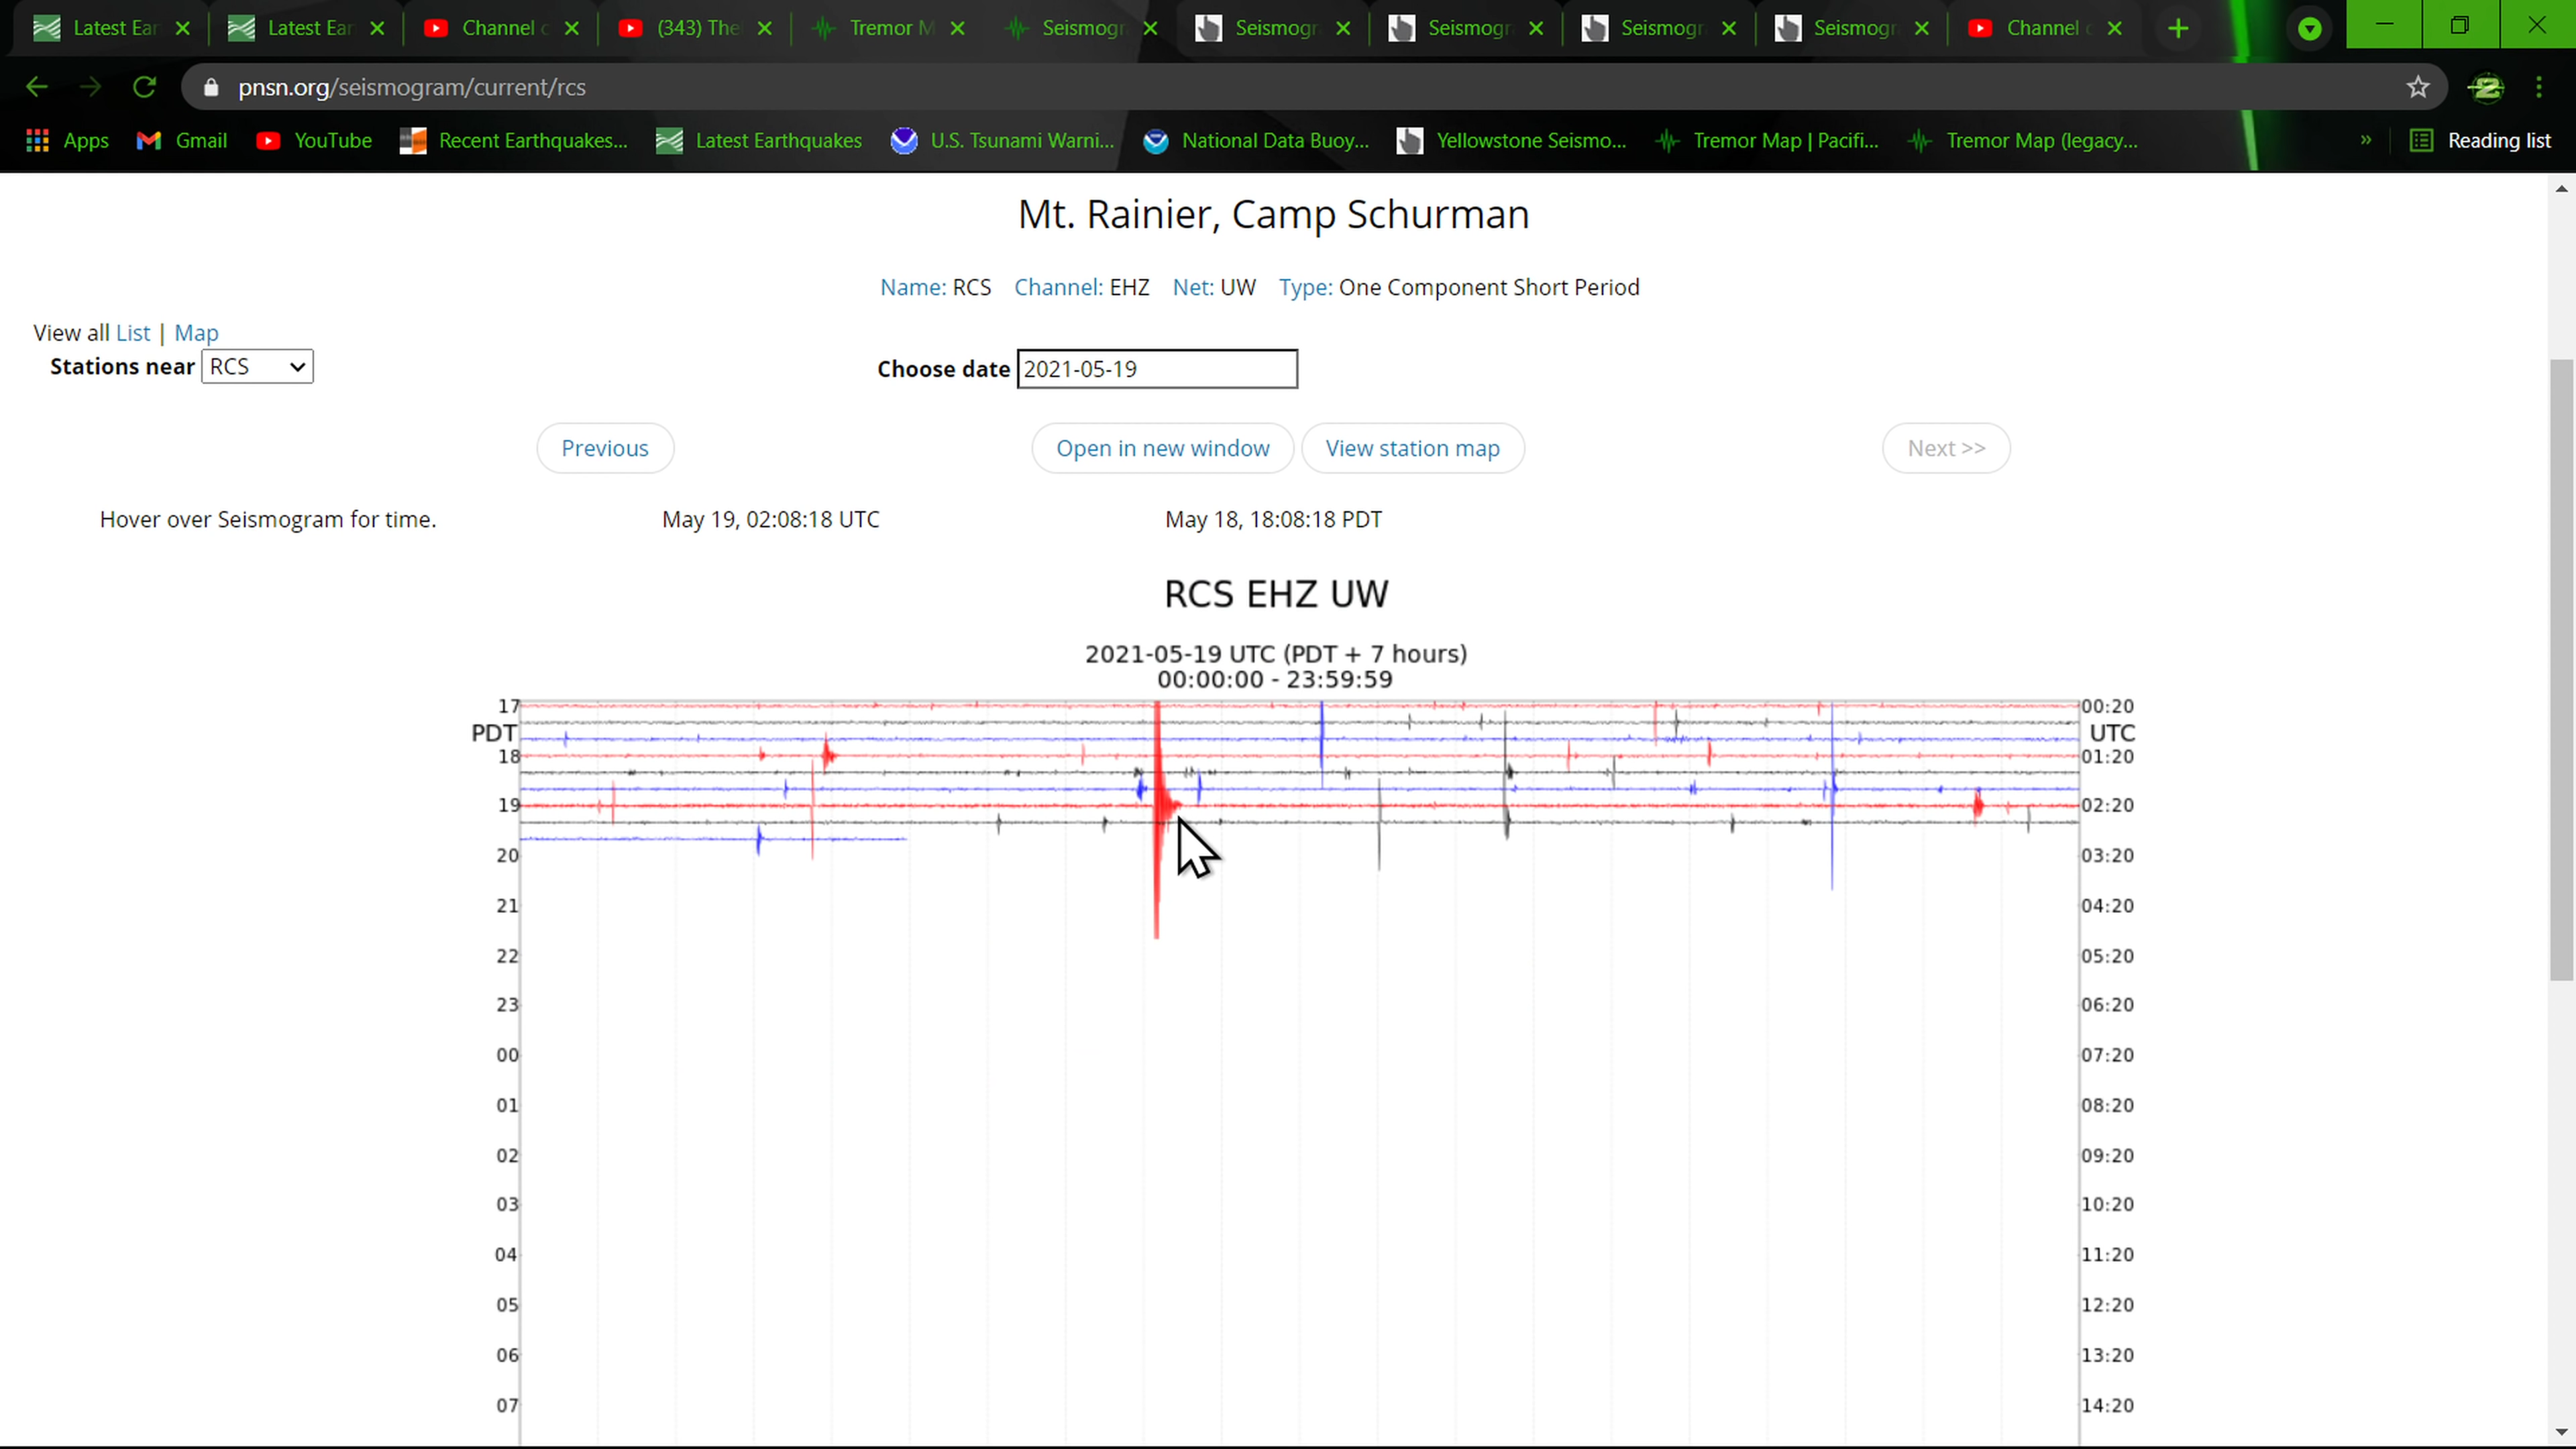 Latest Ear
Latest Ear
Channel c
(343) The
Tremor M
Seismogr
Seismogr
Seismogr
Seismogr
Seismogr
Channel c
pnsn.org/seismogram/current/rcs
Apps
Gmail
YouTube
Recent Earthquakes...
Latest Earthquakes
U.S. Tsunami Warni...
National Data Buoy...
Yellowstone Seismo...
Tremor Map | Pacifi...
Tremor Map (legacy...
»
Reading list
Mt. Rainier, Camp Schurman
Name: RCS Channel: EHZ Net: UW Type: One Component Short Period
View all List | Map
Stations near RCS
Choose date 2021-05-19
Previous
Open in new window
View station map
Next >>
Hover over Seismogram for time.
May 19, 02:08:18 UTC
May 18, 18:08:18 PDT
RCS EHZ UW
2021-05-19 UTC (PDT + 7 hours)
00:00:00 - 23:59:59
17 00:20
PDT UTC
18 01:20
19 02:20
20 03:20
21 04:20
22 05:20
23 06:20
00 07:20
01 08:20
02 09:20
03 10:20
04 11:20
05 12:20
06 13:20
07 14:20